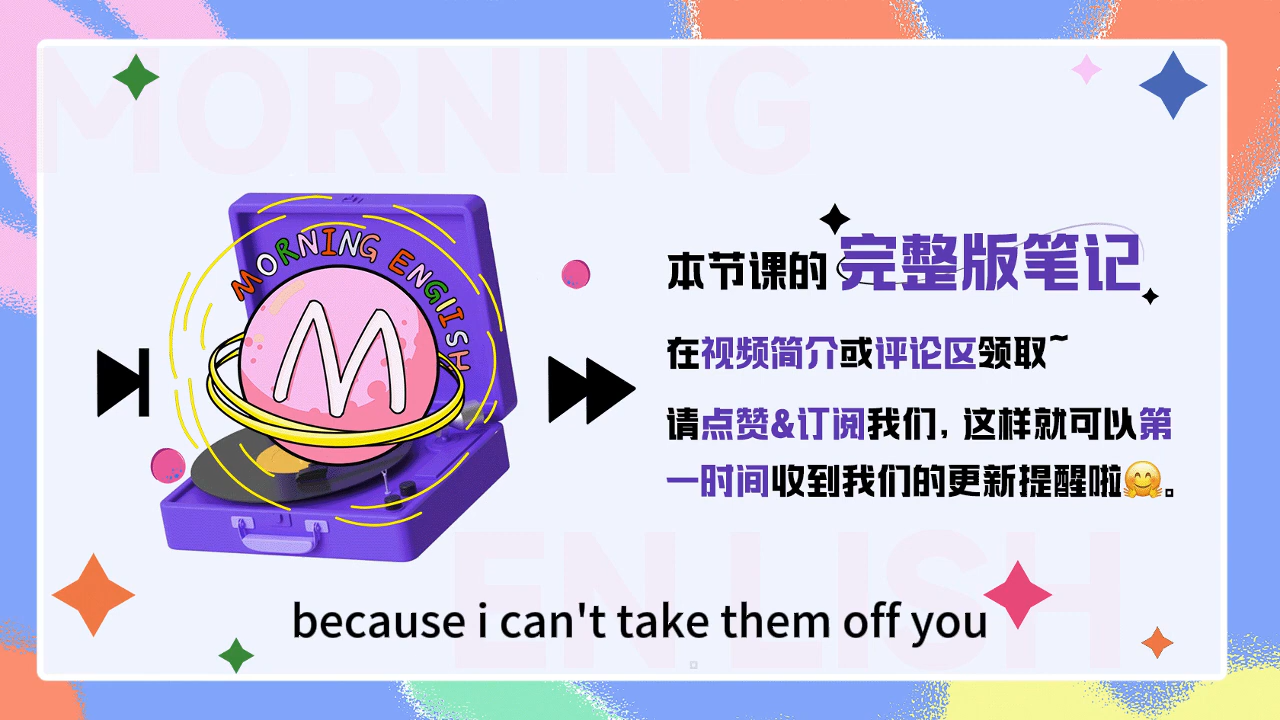 MORNING
MORNING ENGlISH
M
本节课的 完整版笔记
在视频简介或评论区领取~
请点赞&订阅我们, 这样就可以第
一时间收到我们的更新提醒啦🤗。
EN LISH
because i can't take them off you